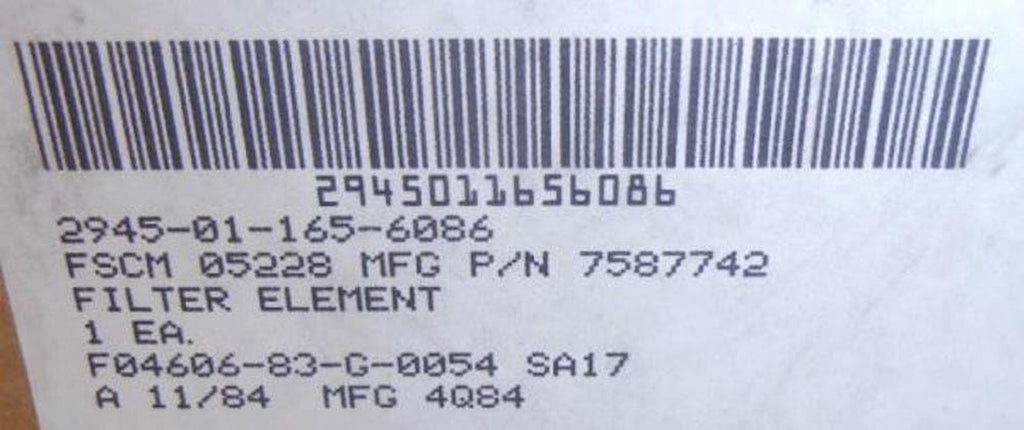 2945011656086
2945-01-165-6086
FSCM 05228 MFG P/N 7587742
FILTER ELEMENT
1 EA.
F04606-83-G-0054 SA17
A 11/84 MFG 4Q84